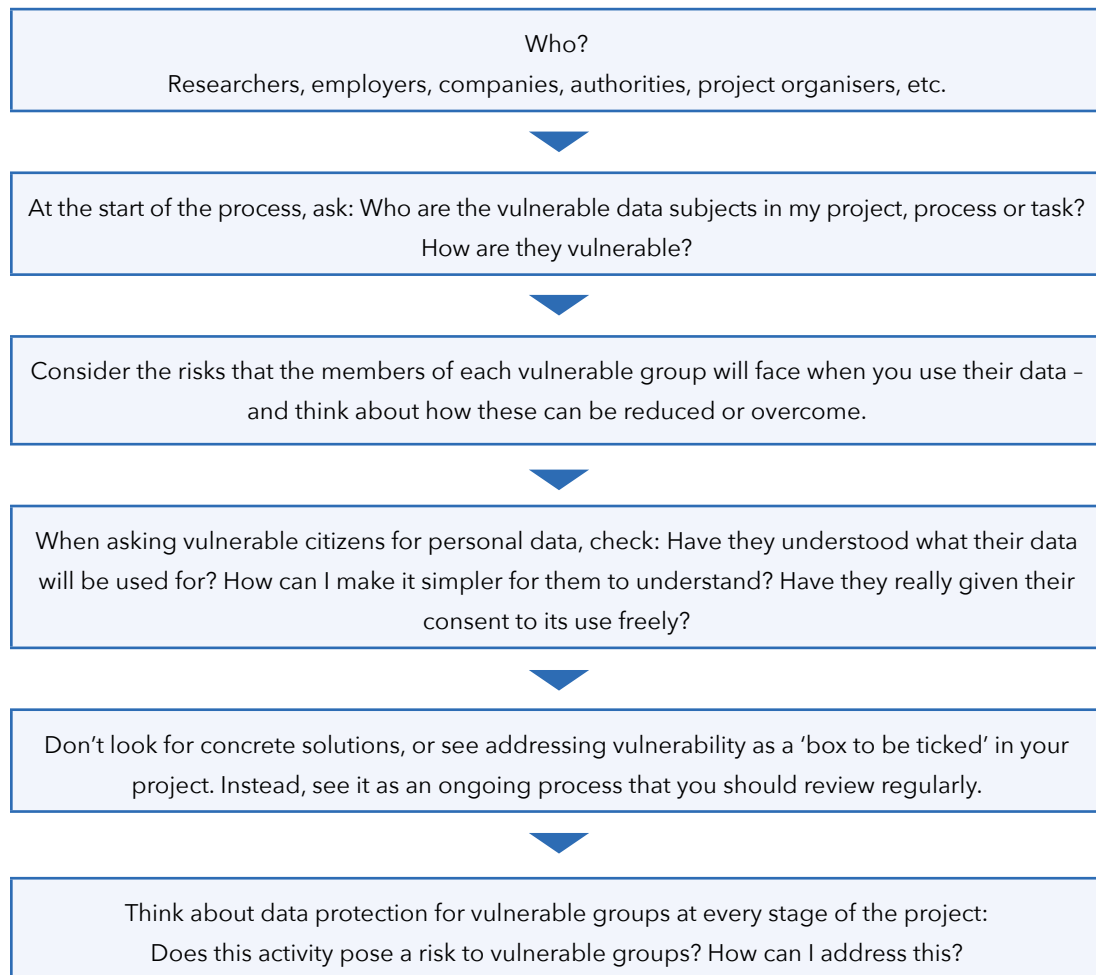 Who?
Researchers, employers, companies, authorities, project organisers, etc.
At the start of the process, ask: Who are the vulnerable data subjects in my project, process or task?
How are they vulnerable?
Consider the risks that the members of each vulnerable group will face when you use their data –
and think about how these can be reduced or overcome.
When asking vulnerable citizens for personal data, check: Have they understood what their data
will be used for? How can I make it simpler for them to understand? Have they really given their
consent to its use freely?
Don’t look for concrete solutions, or see addressing vulnerability as a ‘box to be ticked’ in your
project. Instead, see it as an ongoing process that you should review regularly.
Think about data protection for vulnerable groups at every stage of the project:
Does this activity pose a risk to vulnerable groups? How can I address this?